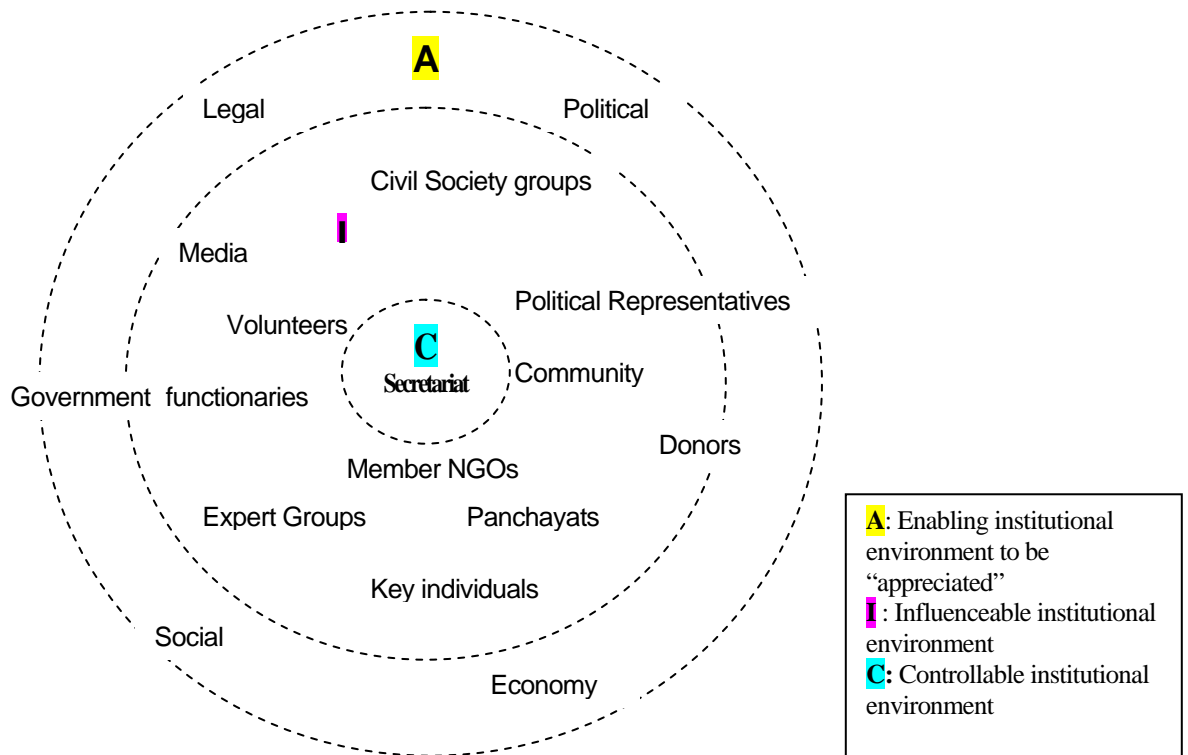 A
Legal
Political
Civil Society groups
I
Media
Political Representatives
Volunteers
C
Secretariat
Community
Government functionaries
Donors
Member NGOs
Expert Groups
Panchayats
Key individuals
Social
Economy
A: Enabling institutional
environment to be
“appreciated”
I : Influenceable institutional
environment
C: Controllable institutional
environment